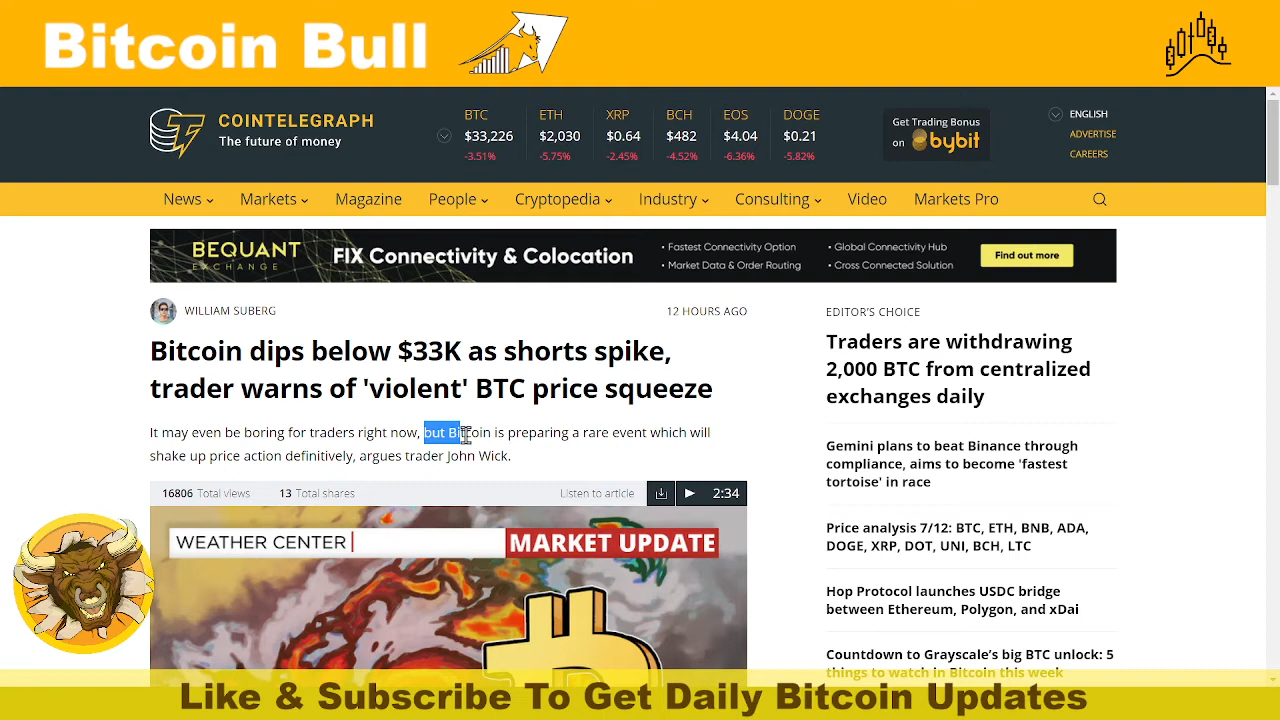 Bitcoin Bull
COINTELEGRAPH
The future of money
BTC ETH XRP BCH EOS DOGE
$33,226 $2,030 $0.64 $482 $4.04 $0.21
-3.51% -5.75% -2.45% -4.52% -6.36% -5.82%
Get Trading Bonus
on bybit
ENGLISH
ADVERTISE
CAREERS
News Markets Magazine People Cryptopedia Industry Consulting Video Markets Pro
BEQUANT
EXCHANGE
FIX Connectivity & Colocation
• Fastest Connectivity Option
• Market Data & Order Routing
• Global Connectivity Hub
• Cross Connected Solution
Find out more
WILLIAM SUBERG
12 HOURS AGO
Bitcoin dips below $33K as shorts spike,
trader warns of 'violent' BTC price squeeze
It may even be boring for traders right now, but Bitcoin is preparing a rare event which will
shake up price action definitively, argues trader John Wick.
16806 Total views 13 Total shares Listen to article 2:34
WEATHER CENTER
MARKET UPDATE
EDITOR'S CHOICE
Traders are withdrawing
2,000 BTC from centralized
exchanges daily
Gemini plans to beat Binance through
compliance, aims to become 'fastest
tortoise' in race
Price analysis 7/12: BTC, ETH, BNB, ADA,
DOGE, XRP, DOT, UNI, BCH, LTC
Hop Protocol launches USDC bridge
between Ethereum, Polygon, and xDai
Countdown to Grayscale's big BTC unlock: 5
things to watch in Bitcoin this week
Like & Subscribe To Get Daily Bitcoin Updates